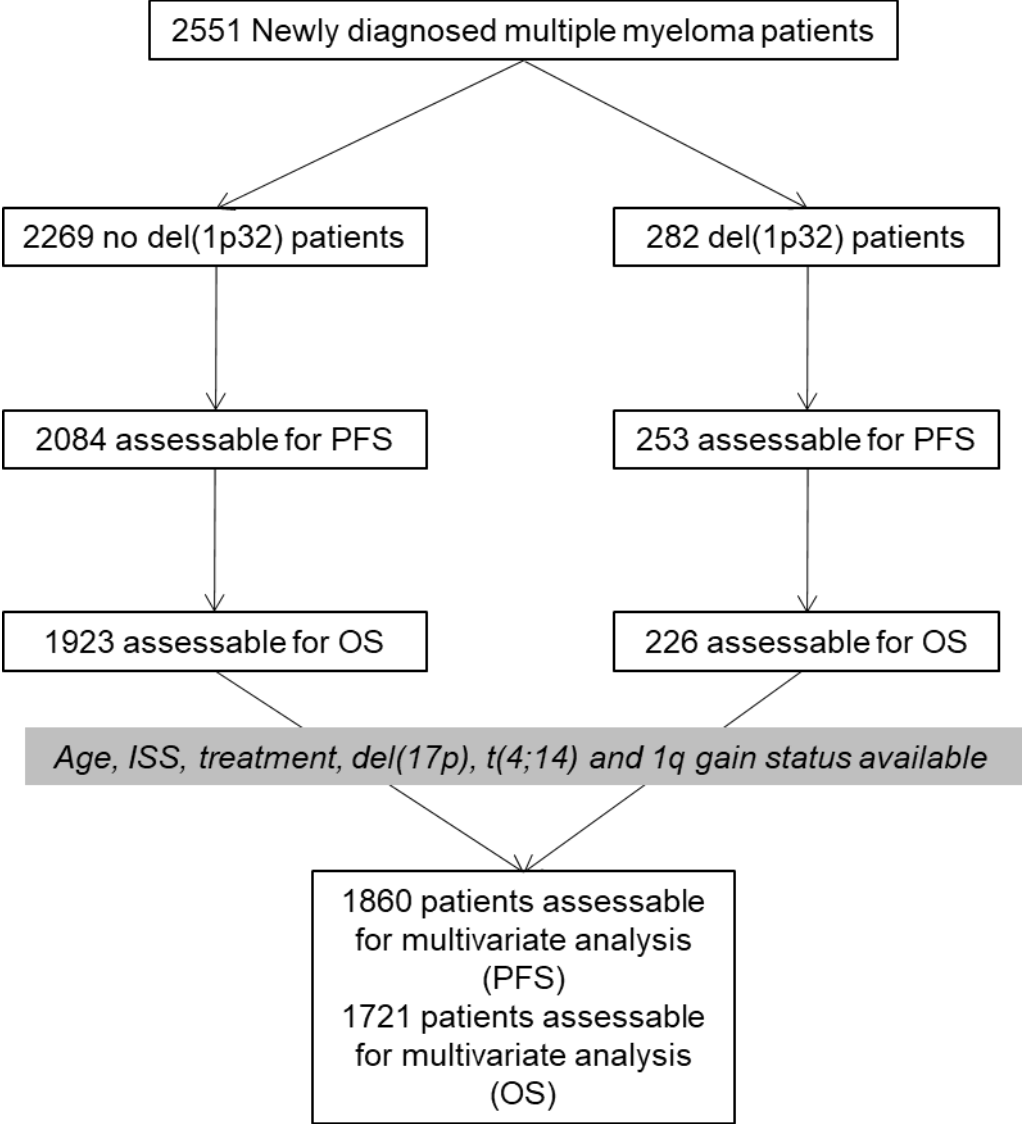 2551 Newly diagnosed multiple myeloma patients
2269 no del(1p32) patients
282 del(1p32) patients
2084 assessable for PFS
253 assessable for PFS
1923 assessable for OS
226 assessable for OS
Age, ISS, treatment, del(17p), t(4;14) and 1q gain status available
1860 patients assessable
for multivariate analysis
(PFS)
1721 patients assessable
for multivariate analysis
(OS)